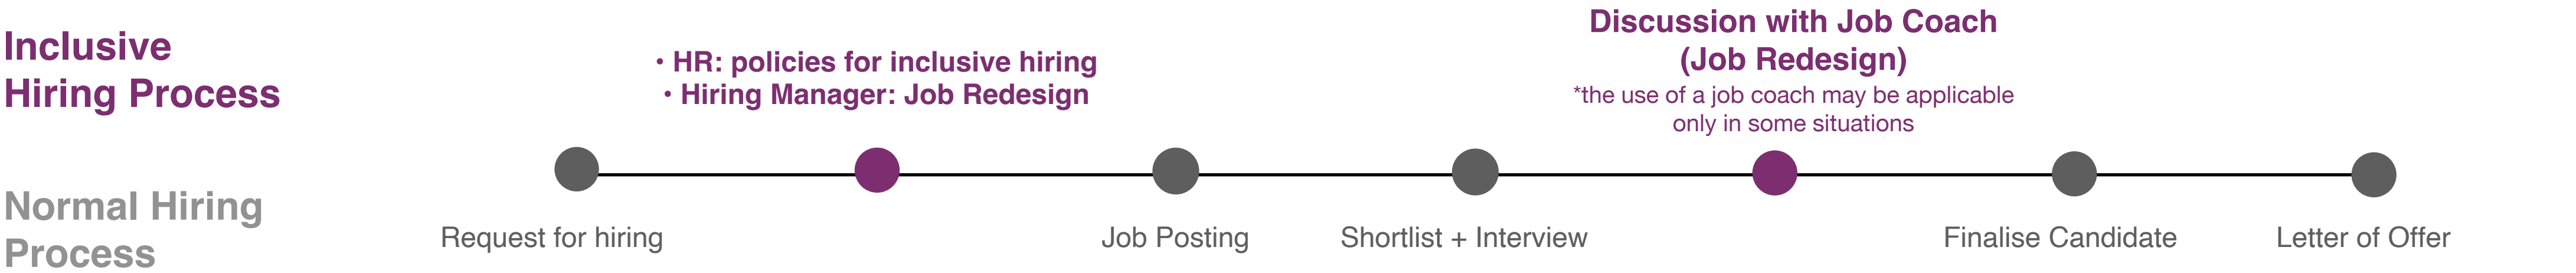 Inclusive
Hiring Process
• HR: policies for inclusive hiring
• Hiring Manager: Job Redesign
Discussion with Job Coach
(Job Redesign)
*the use of a job coach may be applicable
only in some situations
Normal Hiring
Process
Request for hiring
Job Posting
Shortlist + Interview
Finalise Candidate
Letter of Offer